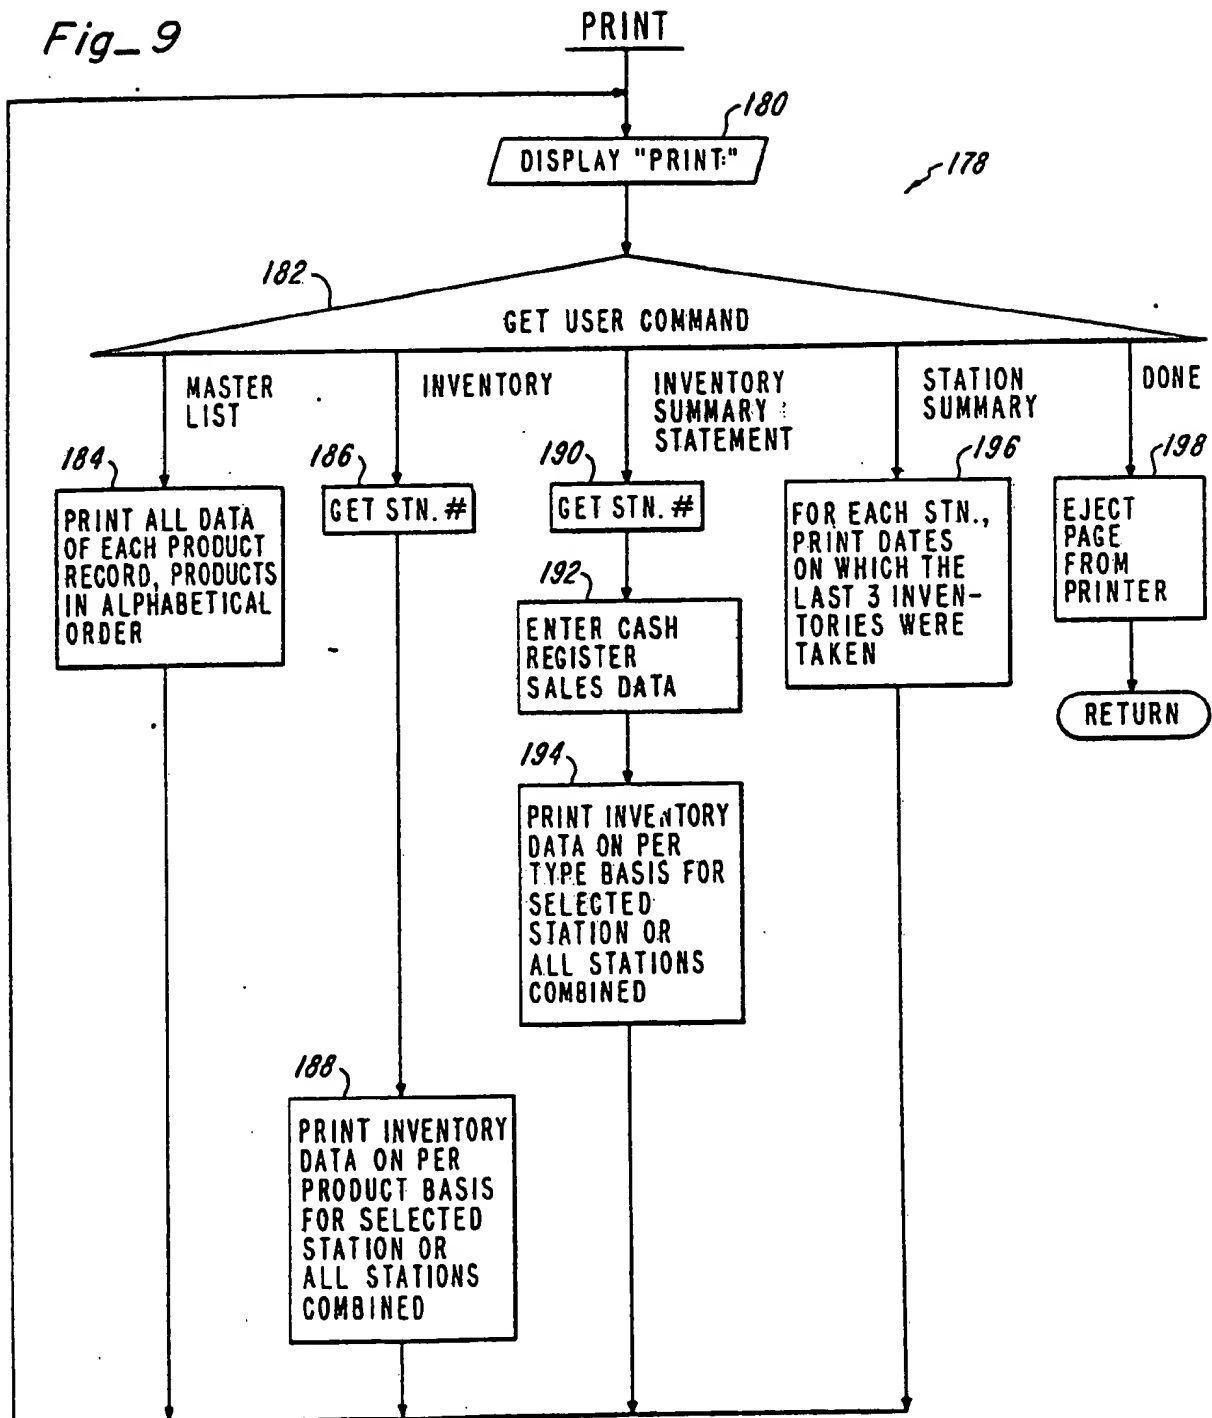 Fig_9
PRINT
180
DISPLAY "PRINT:"
178
182
GET USER COMMAND
MASTER
LIST
INVENTORY
INVENTORY
SUMMARY
STATEMENT
STATION
SUMMARY
DONE
184
PRINT ALL DATA
OF EACH PRODUCT
RECORD, PRODUCTS
IN ALPHABETICAL
ORDER
186
GET STN. #
190
GET STN. #
196
FOR EACH STN.,
PRINT DATES
ON WHICH THE
LAST 3 INVEN-
TORIES WERE
TAKEN
198
EJECT
PAGE
FROM
PRINTER
192
ENTER CASH
REGISTER
SALES DATA
RETURN
194
PRINT INVENTORY
DATA ON PER
TYPE BASIS FOR
SELECTED
STATION OR
ALL STATIONS
COMBINED
188
PRINT INVENTORY
DATA ON PER
PRODUCT BASIS
FOR SELECTED
STATION OR
ALL STATIONS
COMBINED